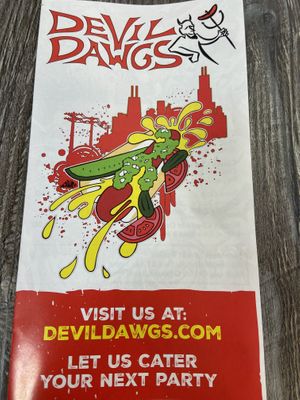 DEVIL
DAWGS
VISIT US AT:
DEVILDAWGS.COM
LET US CATER
YOUR NEXT PARTY